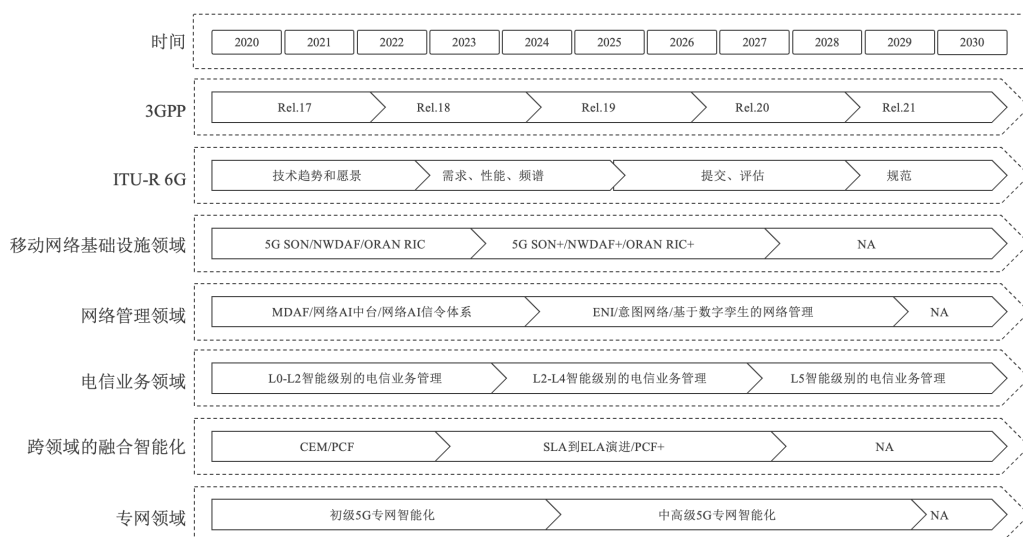 时间 2020 2021 2022 2023 2024 2025 2026 2027 2028 2029 2030
3GPP Rel.17 Rel.18 Rel.19 Rel.20 Rel.21
ITU-R 6G 技术趋势和愿景 需求、性能、频谱 提交、评估 规范
移动网络基础设施领域 5G SON/NWDAF/ORAN RIC 5G SON+/NWDAF+/ORAN RIC+ NA
网络管理领域 MDAF/网络AI中台/网络AI信令体系 ENI/意图网络/基于数字孪生的网络管理 NA
电信业务领域 L0-L2智能级别的电信业务管理 L2-L4智能级别的电信业务管理 L5智能级别的电信业务管理
跨领域的融合智能化 CEM/PCF SLA到ELA演进/PCF+ NA
专网领域 初级5G专网智能化 中高级5G专网智能化 NA